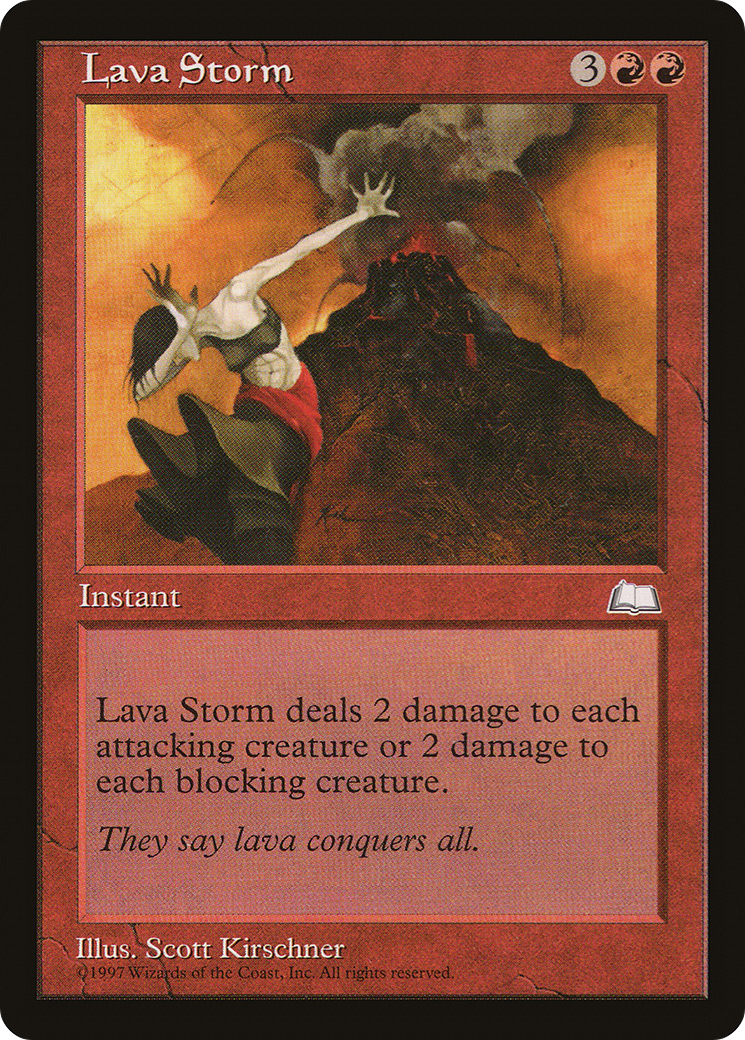 Lava Storm 3
Instant
Lava Storm deals 2 damage to each
attacking creature or 2 damage to
each blocking creature.
They say lava conquers all.
Illus. Scott Kirschner
©1997 Wizards of the Coast, Inc. All rights reserved.